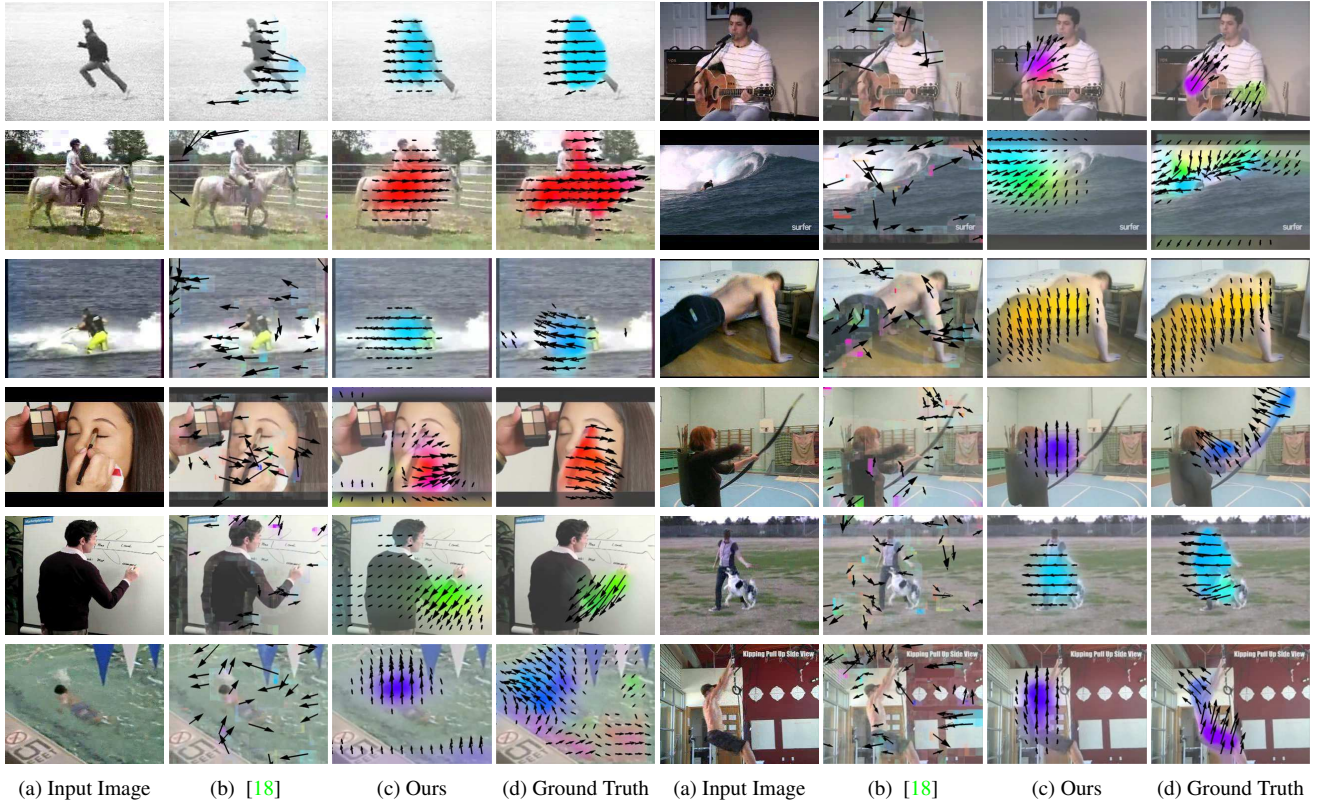 surfer
surfer
surfer
surfer
Kipping Pull Up Side View
Kipping Pull Up Side View
Kipping Pull Up Side View
Kipping Pull Up Side View
(a) Input Image
(b) [18]
(c) Ours
(d) Ground Truth
(a) Input Image
(b) [18]
(c) Ours
(d) Ground Truth